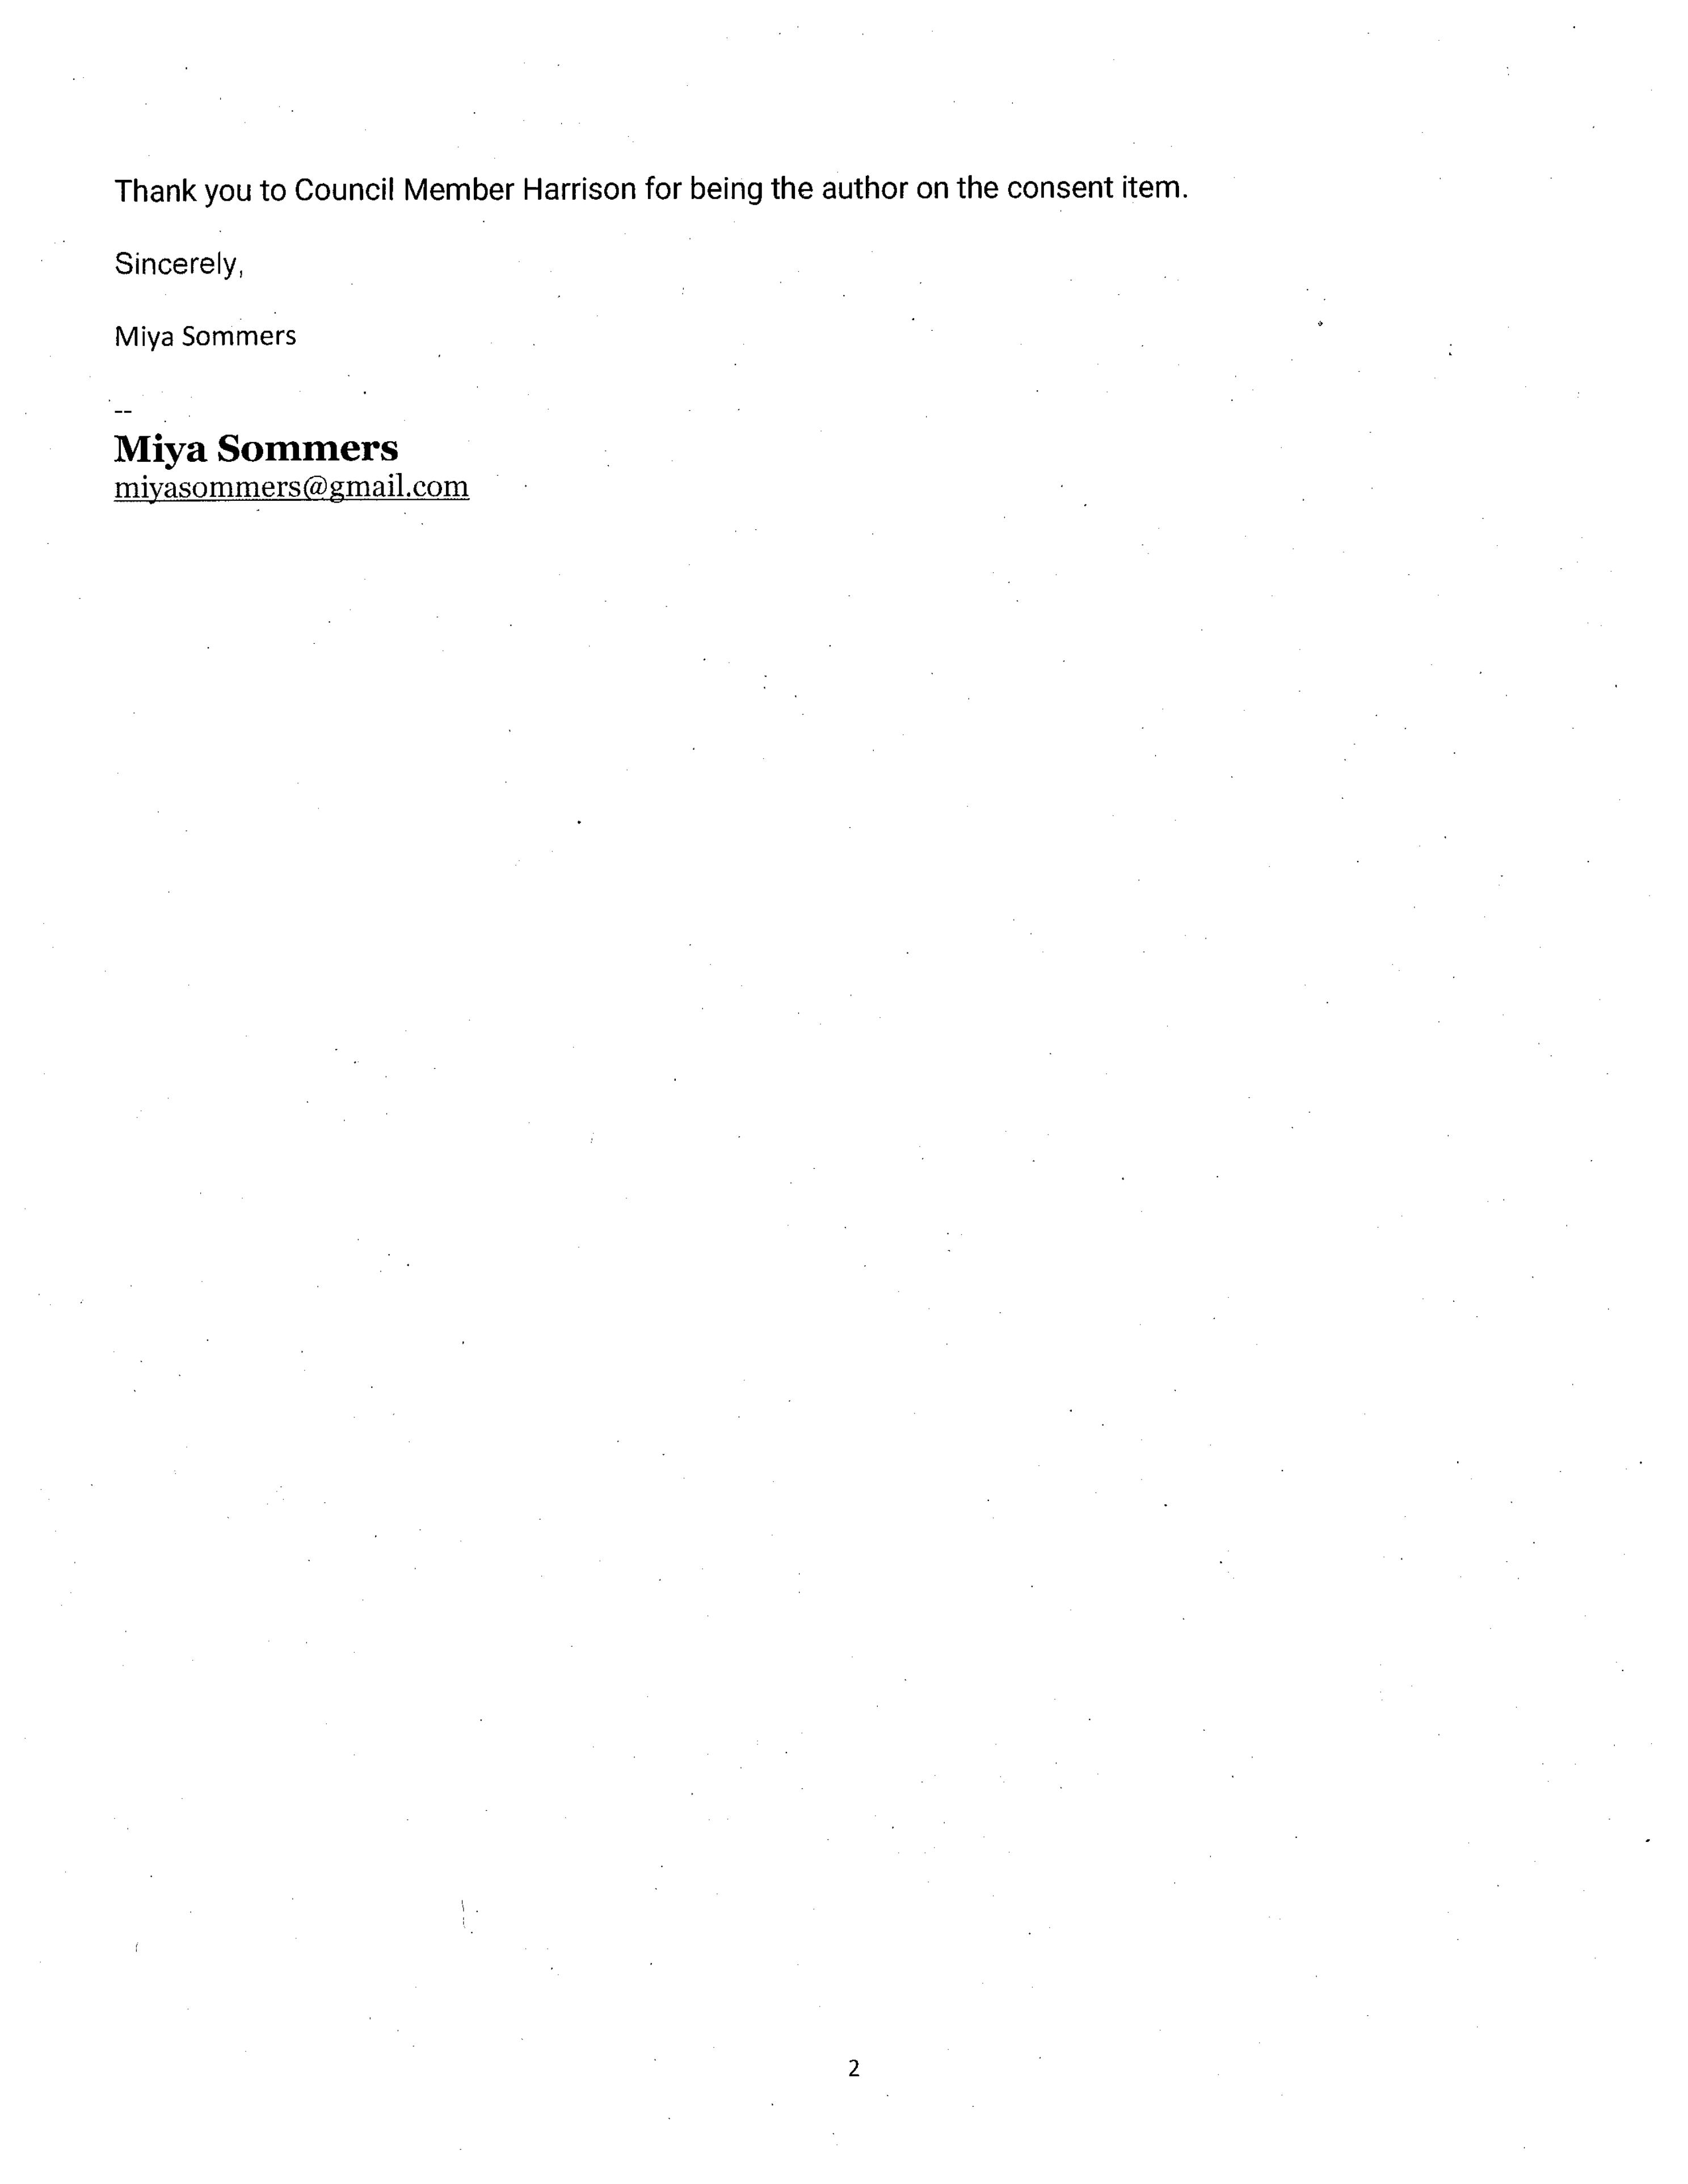 Thank you to Council Member Harrison for being the author on the consent item.
Sincerely,
Miya Sommers
--
Miya Sommers
miyasommers@gmail.com
2